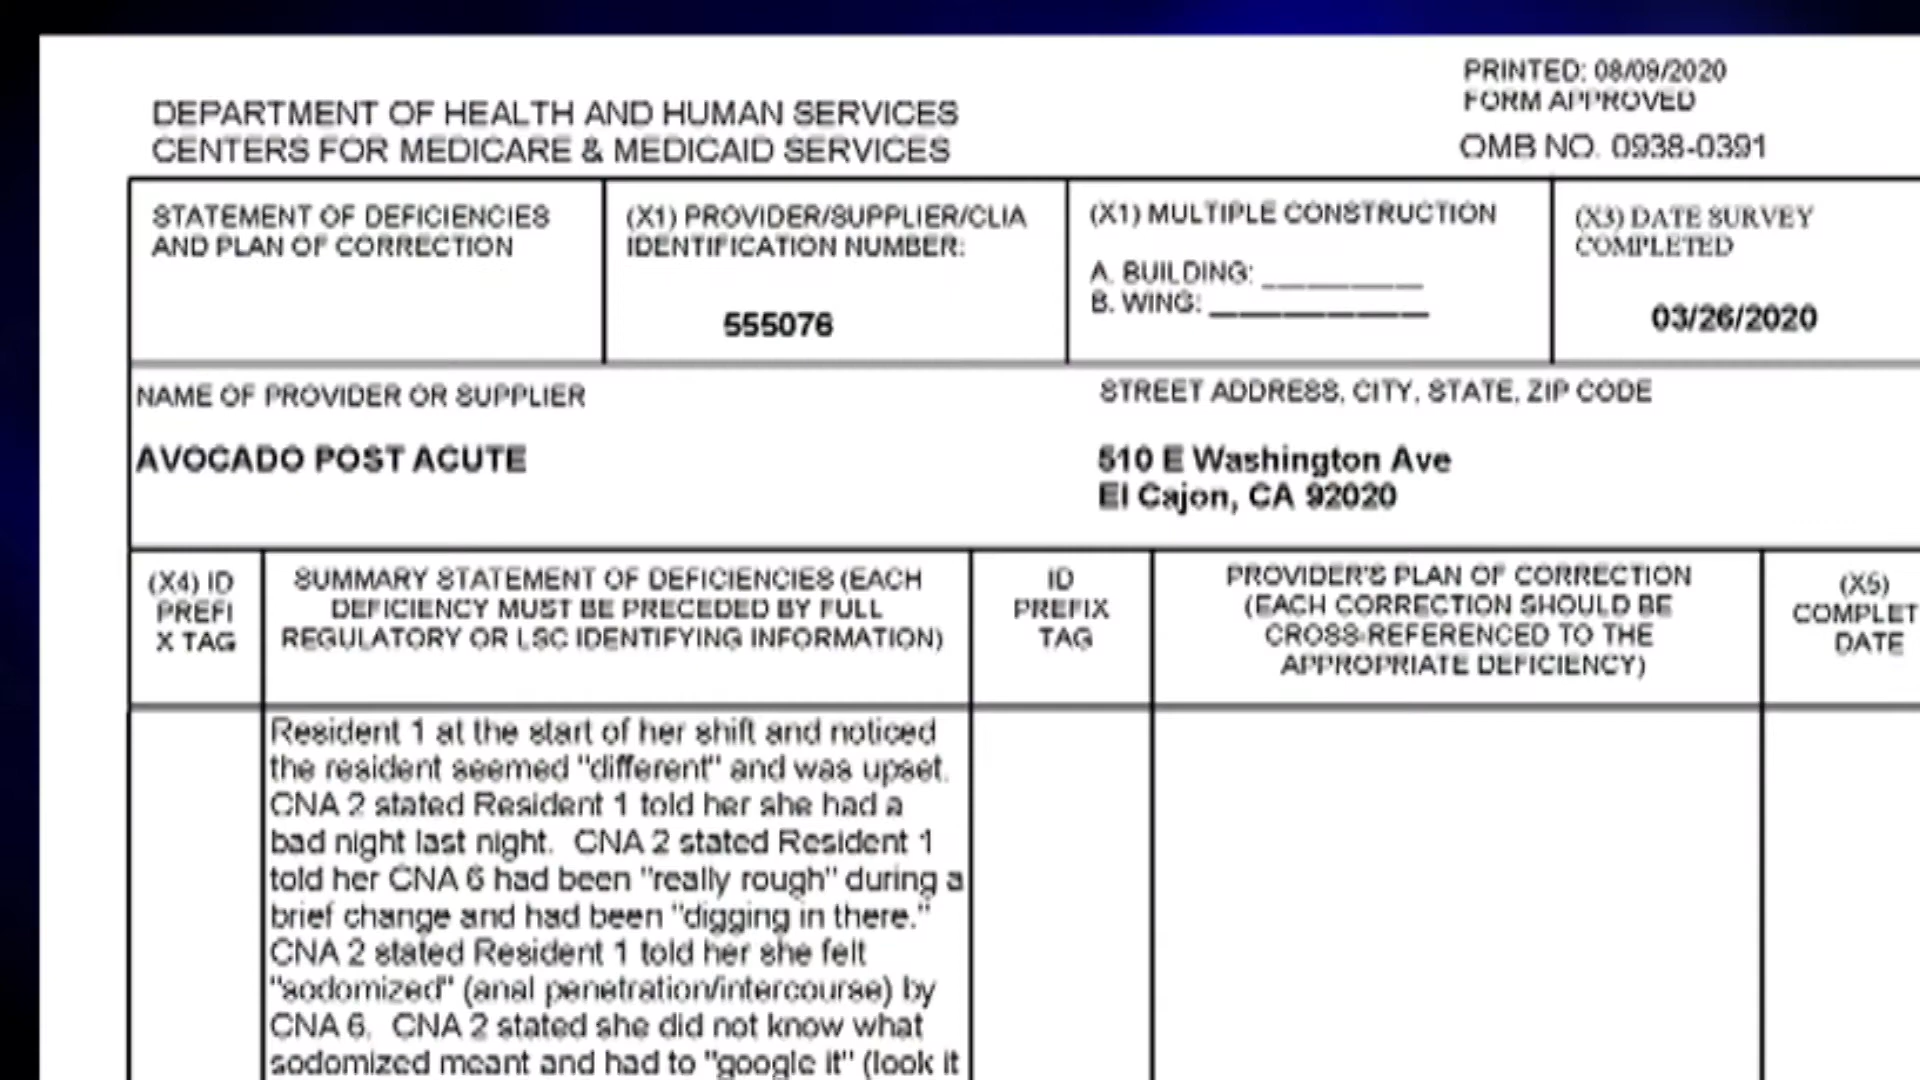 PRINTED: 08/09/2020
FORM APPROVED
OMB NO. 0938-0391
DEPARTMENT OF HEALTH AND HUMAN SERVICES
CENTERS FOR MEDICARE & MEDICAID SERVICES
STATEMENT OF DEFICIENCIES
AND PLAN OF CORRECTION
(X1) PROVIDER/SUPPLIER/CLIA
IDENTIFICATION NUMBER:
555076
(X1) MULTIPLE CONSTRUCTION
A. BUILDING: __________
B. WING: __________
(X3) DATE SURVEY
COMPLETED
03/26/2020
NAME OF PROVIDER OR SUPPLIER
AVOCADO POST ACUTE
STREET ADDRESS, CITY, STATE, ZIP CODE
510 E Washington Ave
El Cajon, CA 92020
(X4) ID
PREFI
X TAG
SUMMARY STATEMENT OF DEFICIENCIES (EACH
DEFICIENCY MUST BE PRECEDED BY FULL
REGULATORY OR LSC IDENTIFYING INFORMATION)
ID
PREFIX
TAG
PROVIDER'S PLAN OF CORRECTION
(EACH CORRECTION SHOULD BE
CROSS-REFERENCED TO THE
APPROPRIATE DEFICIENCY)
(X5)
COMPLET
DATE
Resident 1 at the start of her shift and noticed
the resident seemed "different" and was upset.
CNA 2 stated Resident 1 told her she had a
bad night last night. CNA 2 stated Resident 1
told her CNA 6 had been "really rough" during a
brief change and had been "digging in there."
CNA 2 stated Resident 1 told her she felt
"sodomized" (anal penetration/intercourse) by
CNA 6. CNA 2 stated she did not know what
sodomized meant and had to "google it" (look it